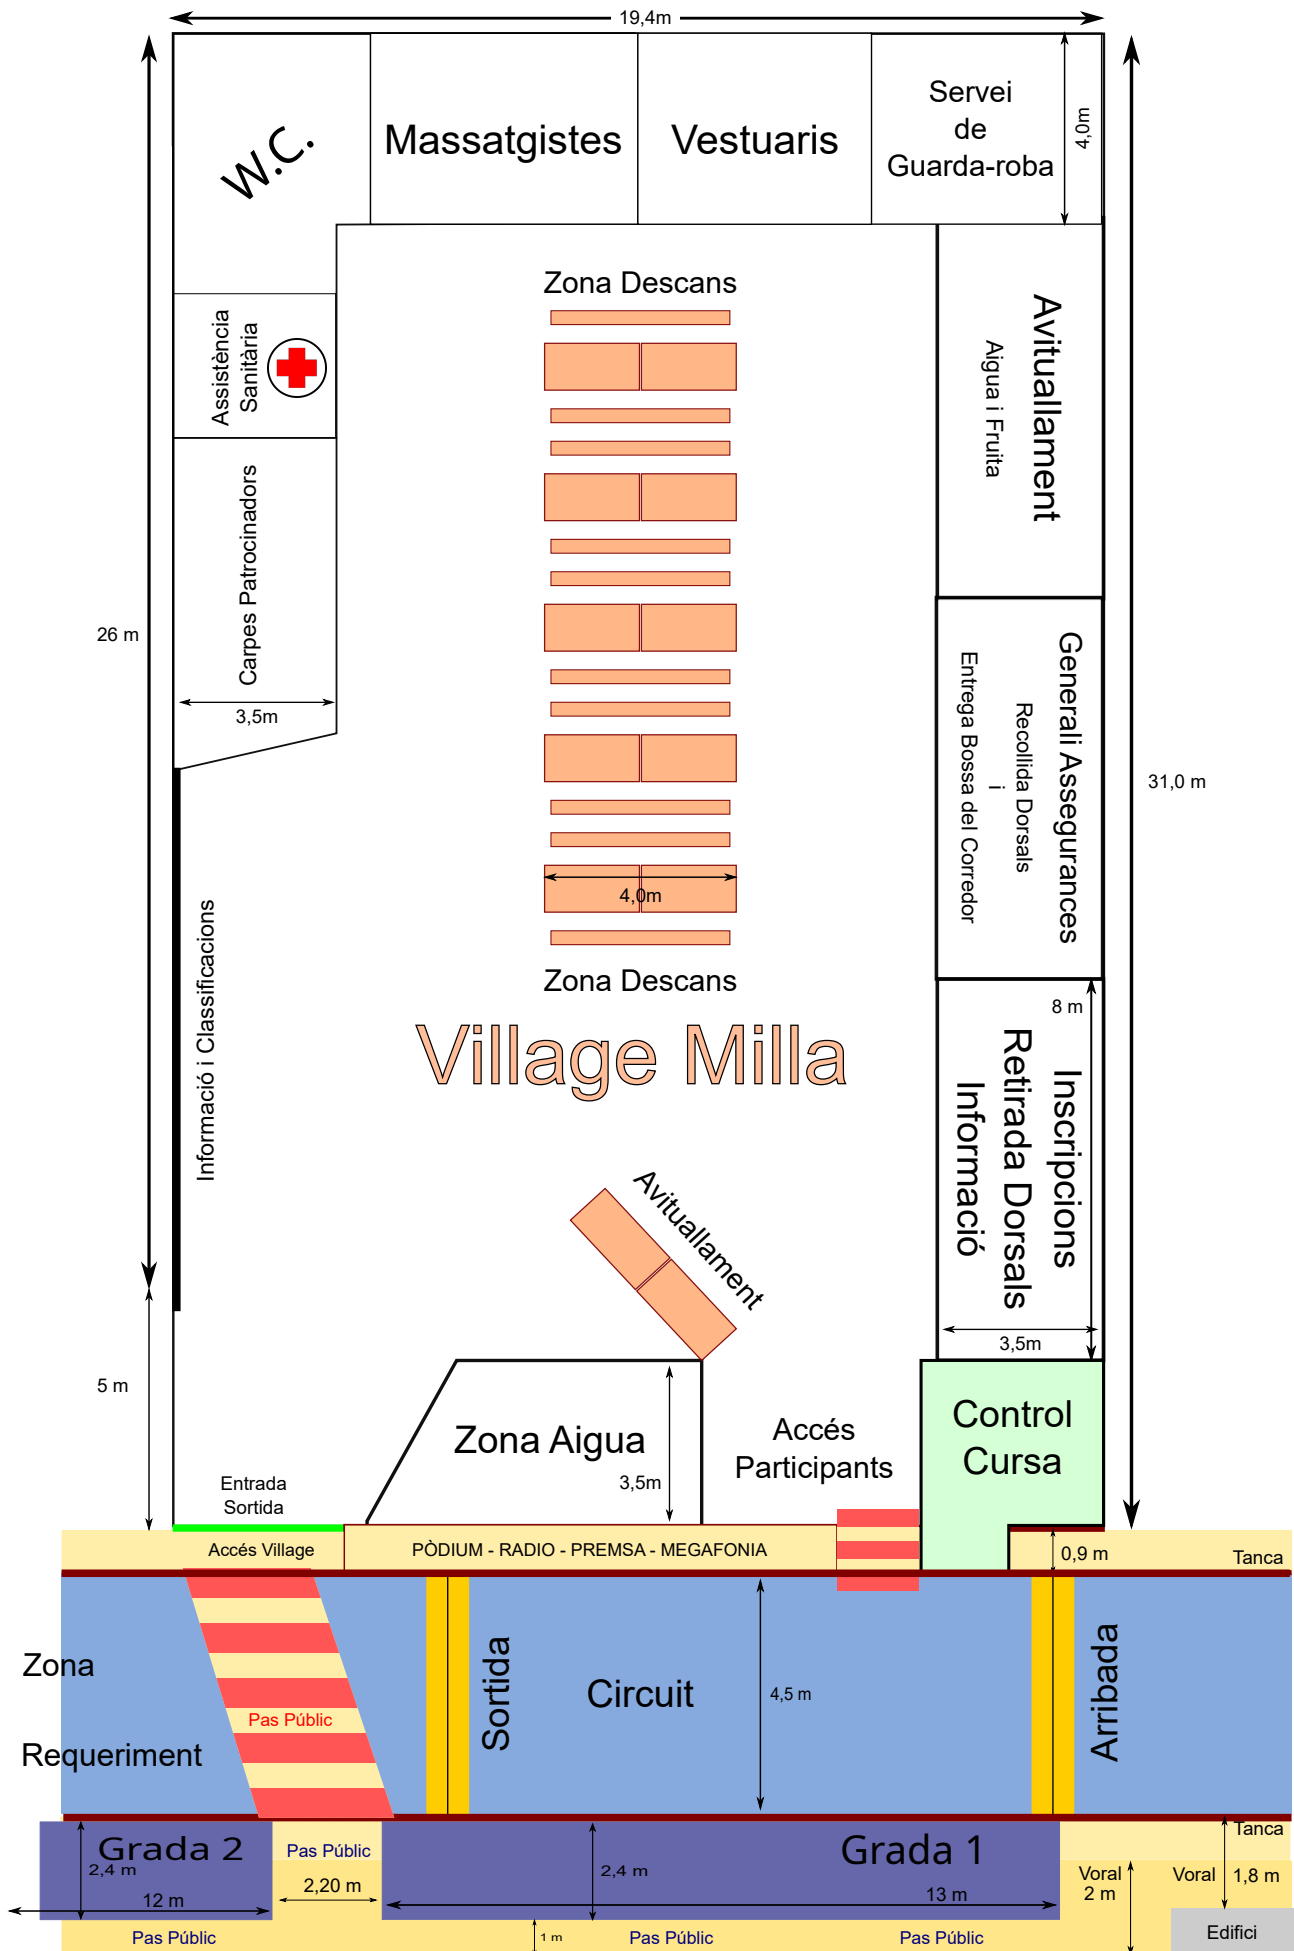 19,4m
W.C.
Massatgistes
Vestuaris
Servei
de
Guarda-roba
4,0m
Zona Descans
Assistència
Sanitària
Avituallament
Aigua i Fruita
Carpes Patrocinadors
3,5m
26 m
31,0 m
Generali Assegurances
Recollida Dorsals
i
Entrega Bossa del Corredor
4,0m
Zona Descans
Informació i Classificacions
Village Milla
8 m
Inscripcions
Retirada Dorsals
Informació
3,5m
Avituallament
5 m
Zona Aigua
3,5m
Accés
Participants
Control
Cursa
Entrada
Sortida
Accés Village
PÒDIUM - RADIO - PREMSA - MEGAFONIA
0,9 m
Tanca
Zona
Requeriment
Pas Públic
Sortida
Circuit
4,5 m
Arribada
Grada 2
2,4 m
12 m
Pas Públic
2,20 m
2,4 m
Grada 1
13 m
Tanca
Voral
2 m
Voral
1,8 m
Edifici
Pas Públic
1 m
Pas Públic
Pas Públic